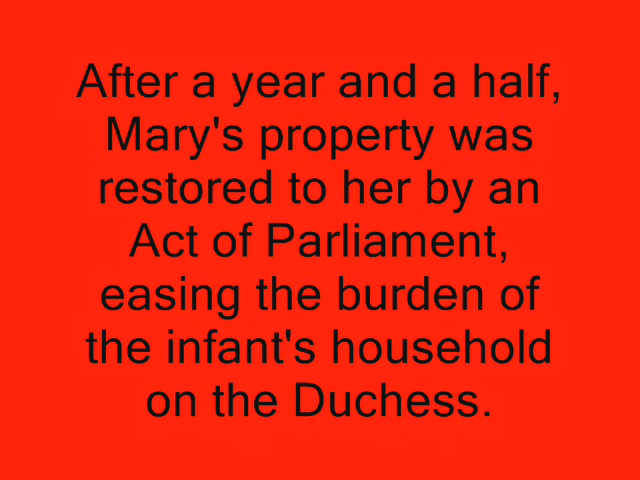 After a year and a half,
Mary's property was
restored to her by an
Act of Parliament,
easing the burden of
the infant's household
on the Duchess.